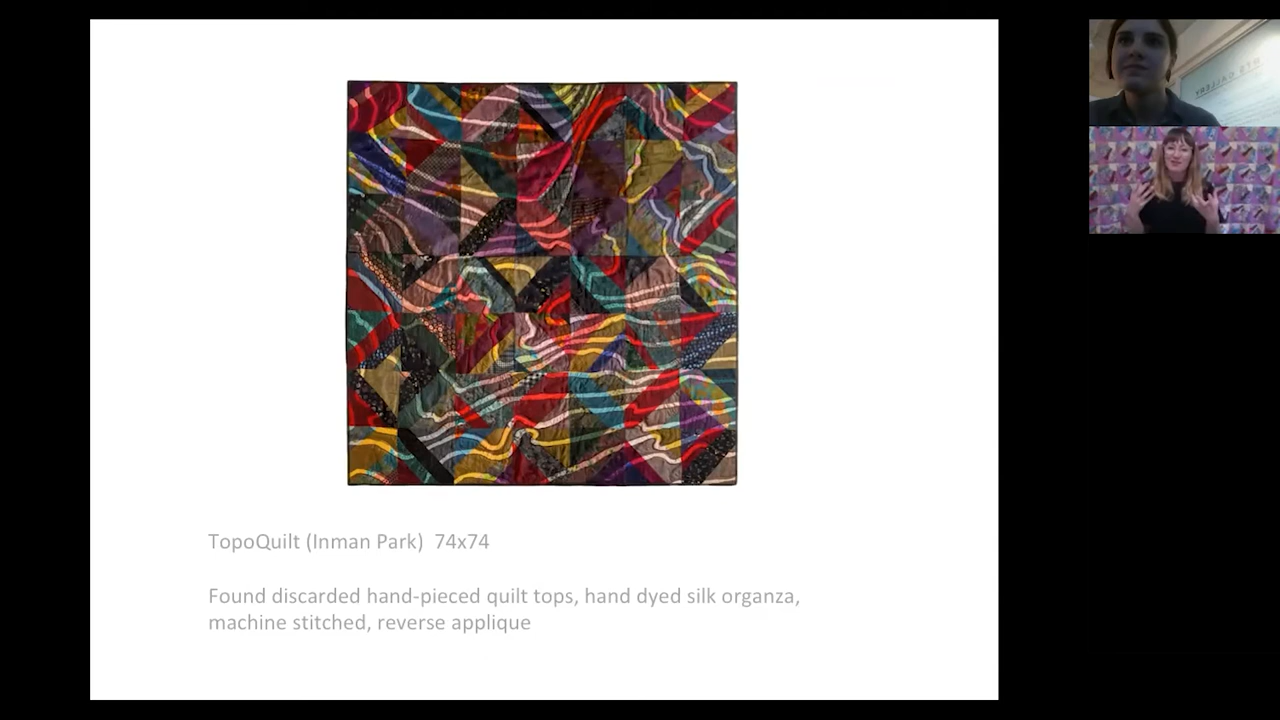 TopoQuilt (Inman Park)  74x74
Found discarded hand-pieced quilt tops, hand dyed silk organza,
machine stitched, reverse applique